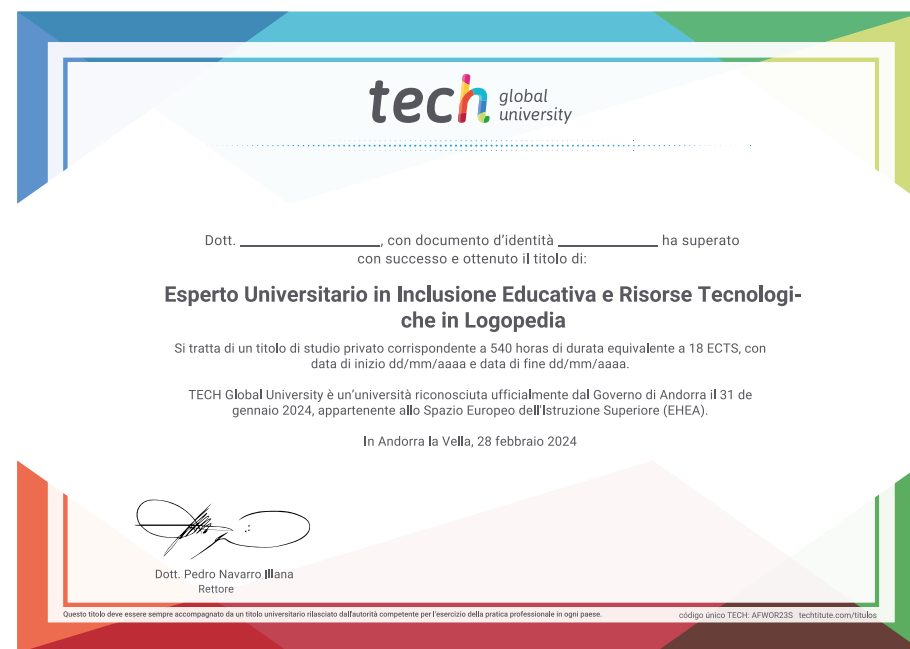 tech global
university
Dott. ____________________, con documento d'identità ______________ ha superato
con successo e ottenuto il titolo di:
Esperto Universitario in Inclusione Educativa e Risorse Tecnologi-
che in Logopedia
Si tratta di un titolo di studio privato corrispondente a 540 horas di durata equivalente a 18 ECTS, con
data di inizio dd/mm/aaaa e data di fine dd/mm/aaaa.
TECH Global University è un'università riconosciuta ufficialmente dal Governo di Andorra il 31 de
gennaio 2024, appartenente allo Spazio Europeo dell'Istruzione Superiore (EHEA).
In Andorra la Vella, 28 febbraio 2024
Dott. Pedro Navarro Illana
Rettore
Questo titolo deve essere sempre accompagnato da un titolo universitario rilasciato dall'autorità competente per l'esercizio della pratica professionale in ogni paese.
código único TECH: AFWOR23S techtitute.com/titulos